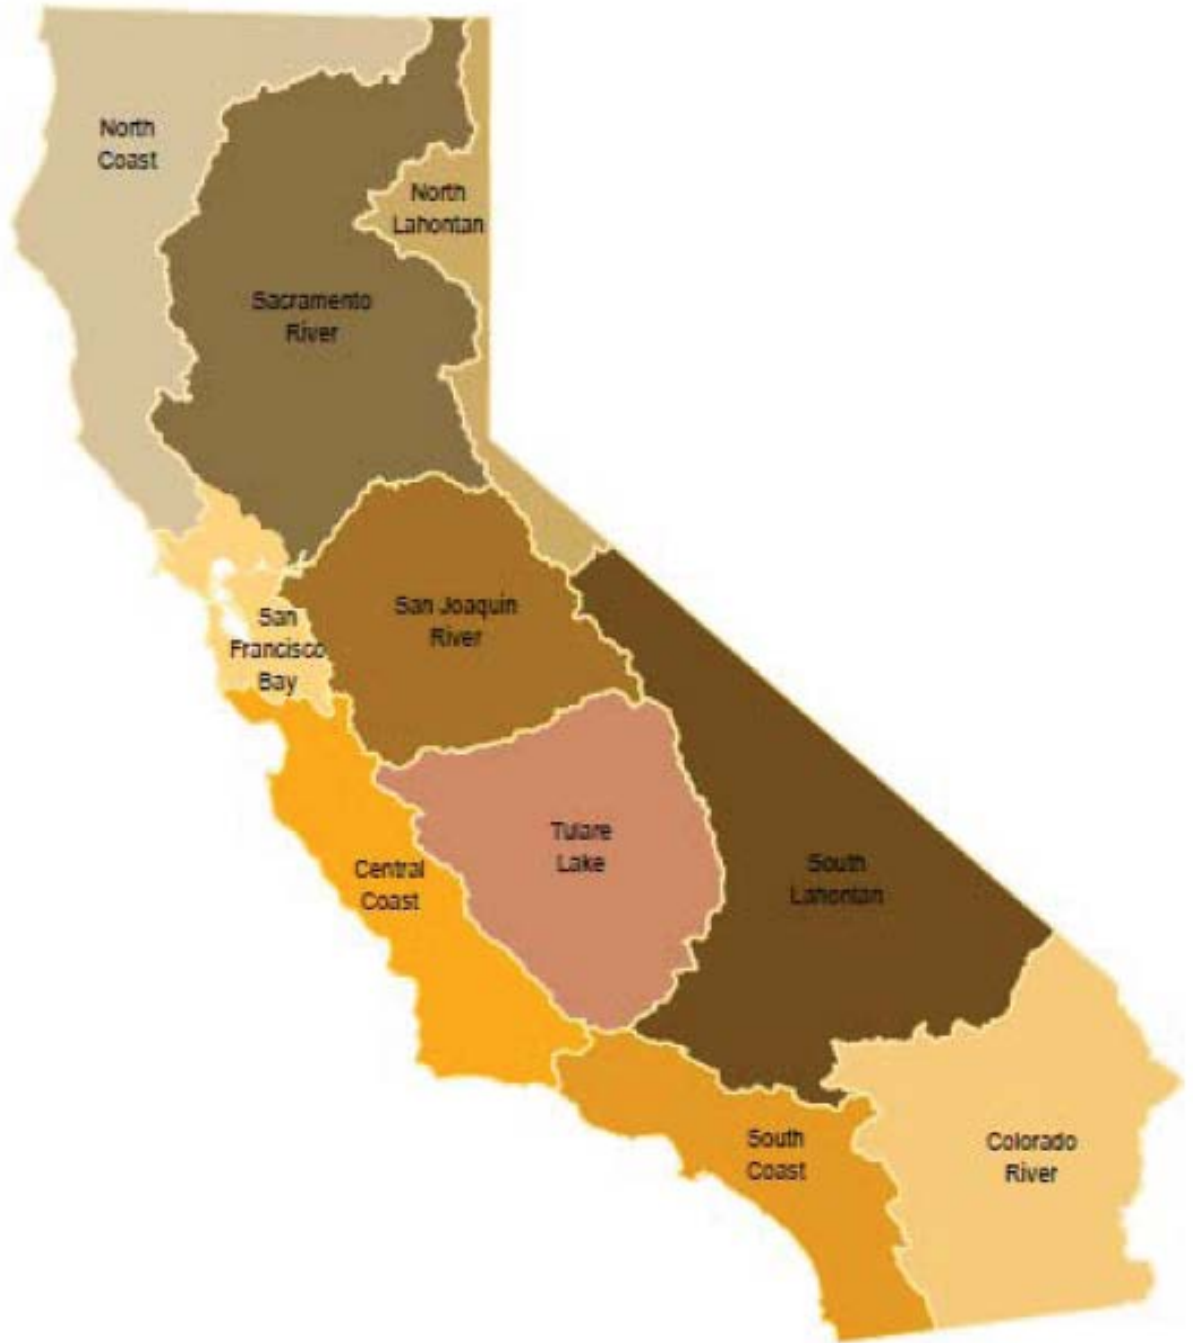 North
Coast
North
Lahontan
Sacramento
River
San Joaquin
River
San
Francisco
Bay
Tulare
Lake
Central
Coast
South
Lahontan
South
Coast
Colorado
River